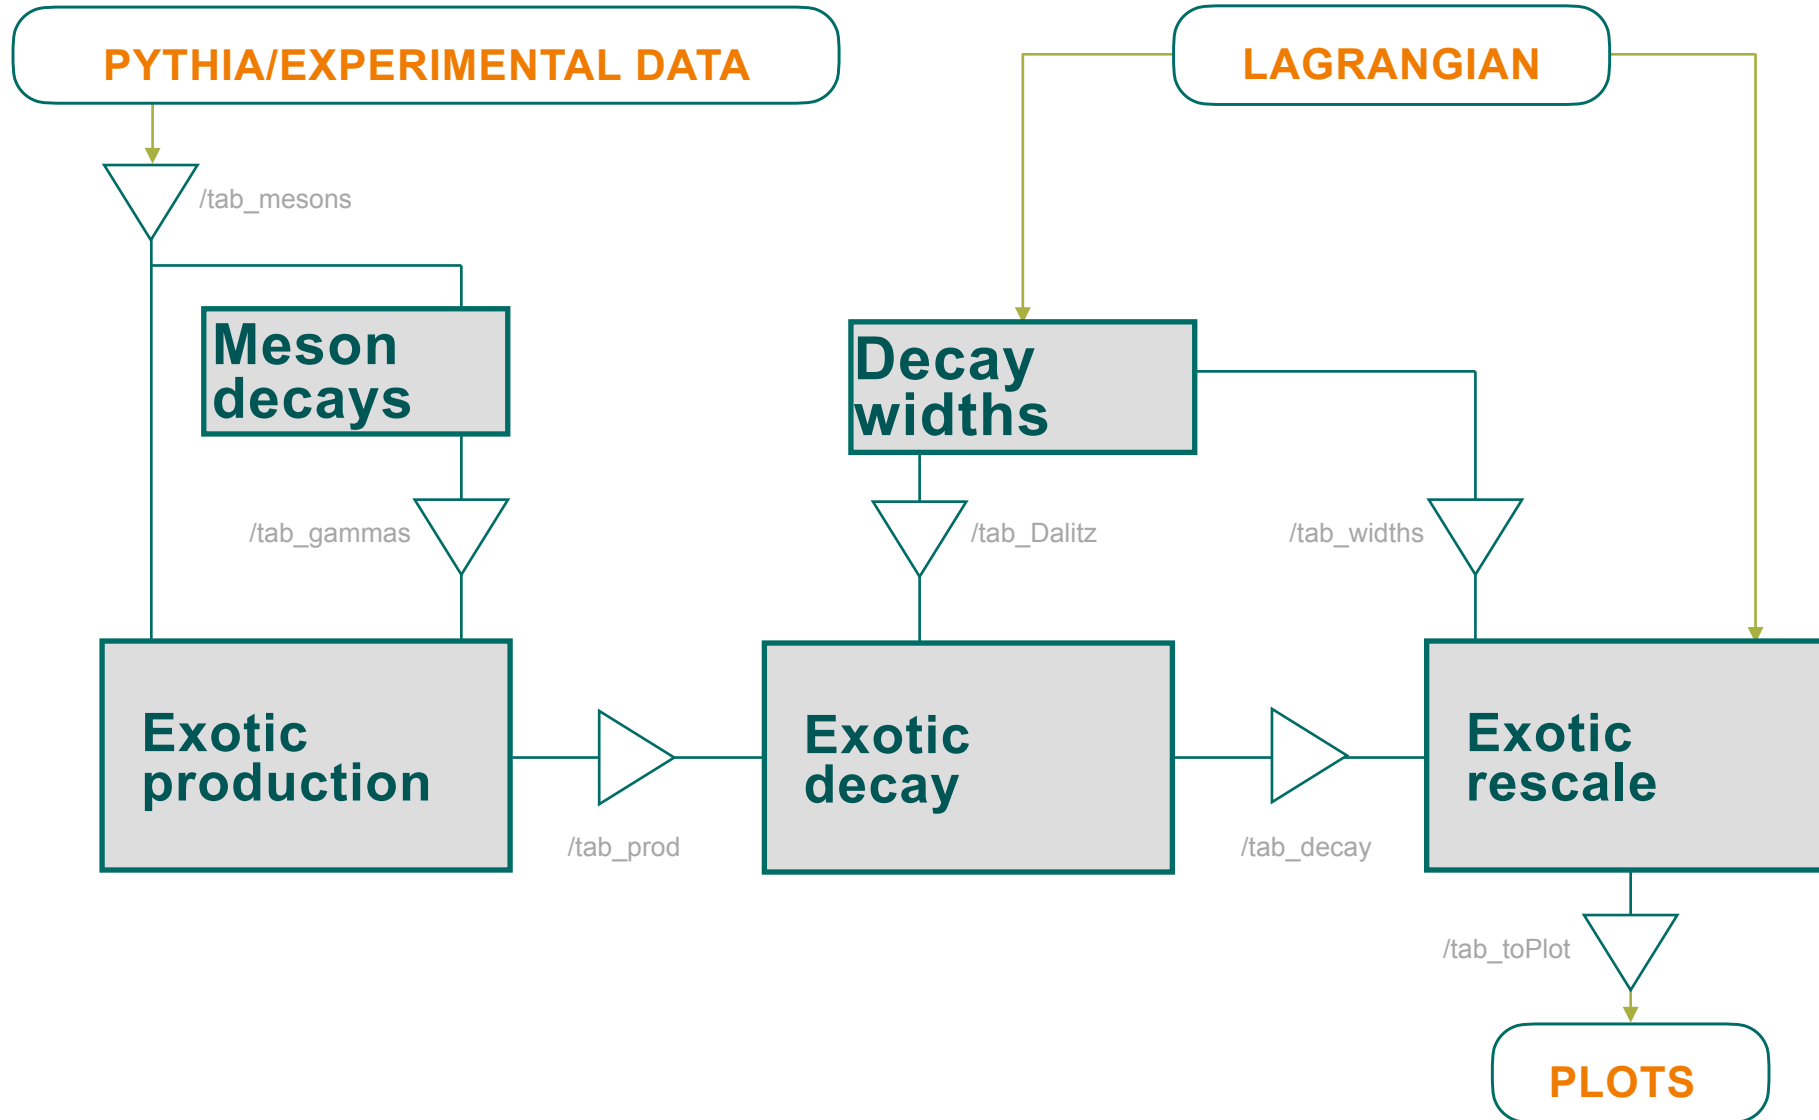 PYTHIA/EXPERIMENTAL DATA
LAGRANGIAN
/tab_mesons
Meson
decays
Decay
widths
/tab_gammas
/tab_Dalitz
/tab_widths
Exotic
production
Exotic
decay
Exotic
rescale
/tab_prod
/tab_decay
/tab_toPlot
PLOTS